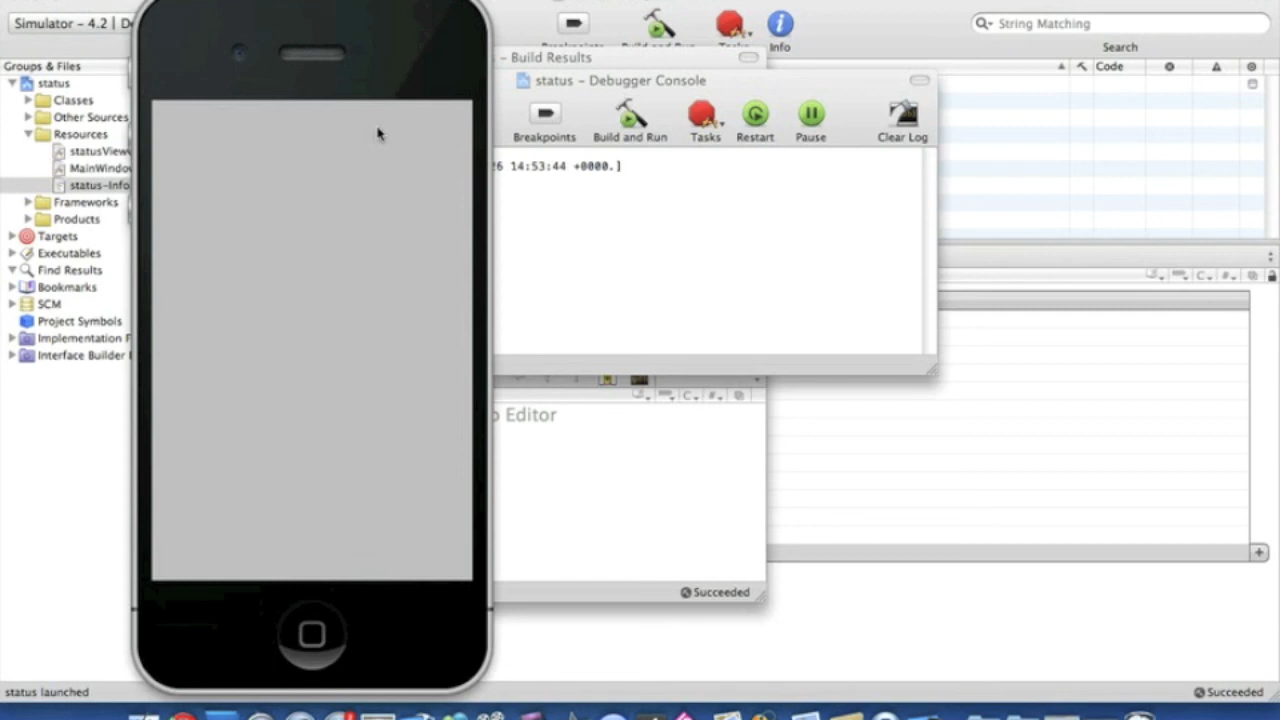 Simulator – 4.2 | D
String Matching
Info
Search
Groups & Files
– Build Results
Code
status
status – Debugger Console
Classes
Other Sources
Breakpoints
Build and Run
Tasks
Restart
Pause
Clear Log
Resources
statusView
MainWindo
status-Info
26 14:53:44 +0000.]
Frameworks
Products
Targets
Executables
Find Results
Bookmarks
SCM
Project Symbols
Implementation F
Interface Builder
Editor
Succeeded
status launched
Succeeded